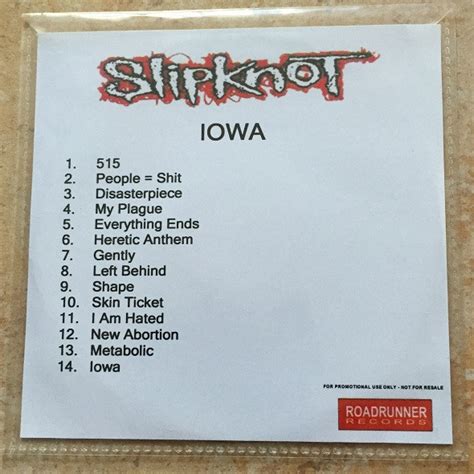 SlipknoT
IOWA
1. 515
2. People = Shit
3. Disasterpiece
4. My Plague
5. Everything Ends
6. Heretic Anthem
7. Gently
8. Left Behind
9. Shape
10. Skin Ticket
11. I Am Hated
12. New Abortion
13. Metabolic
14. Iowa
FOR PROMOTIONAL USE ONLY - NOT FOR RESALE
ROADRUNNER
RECORDS